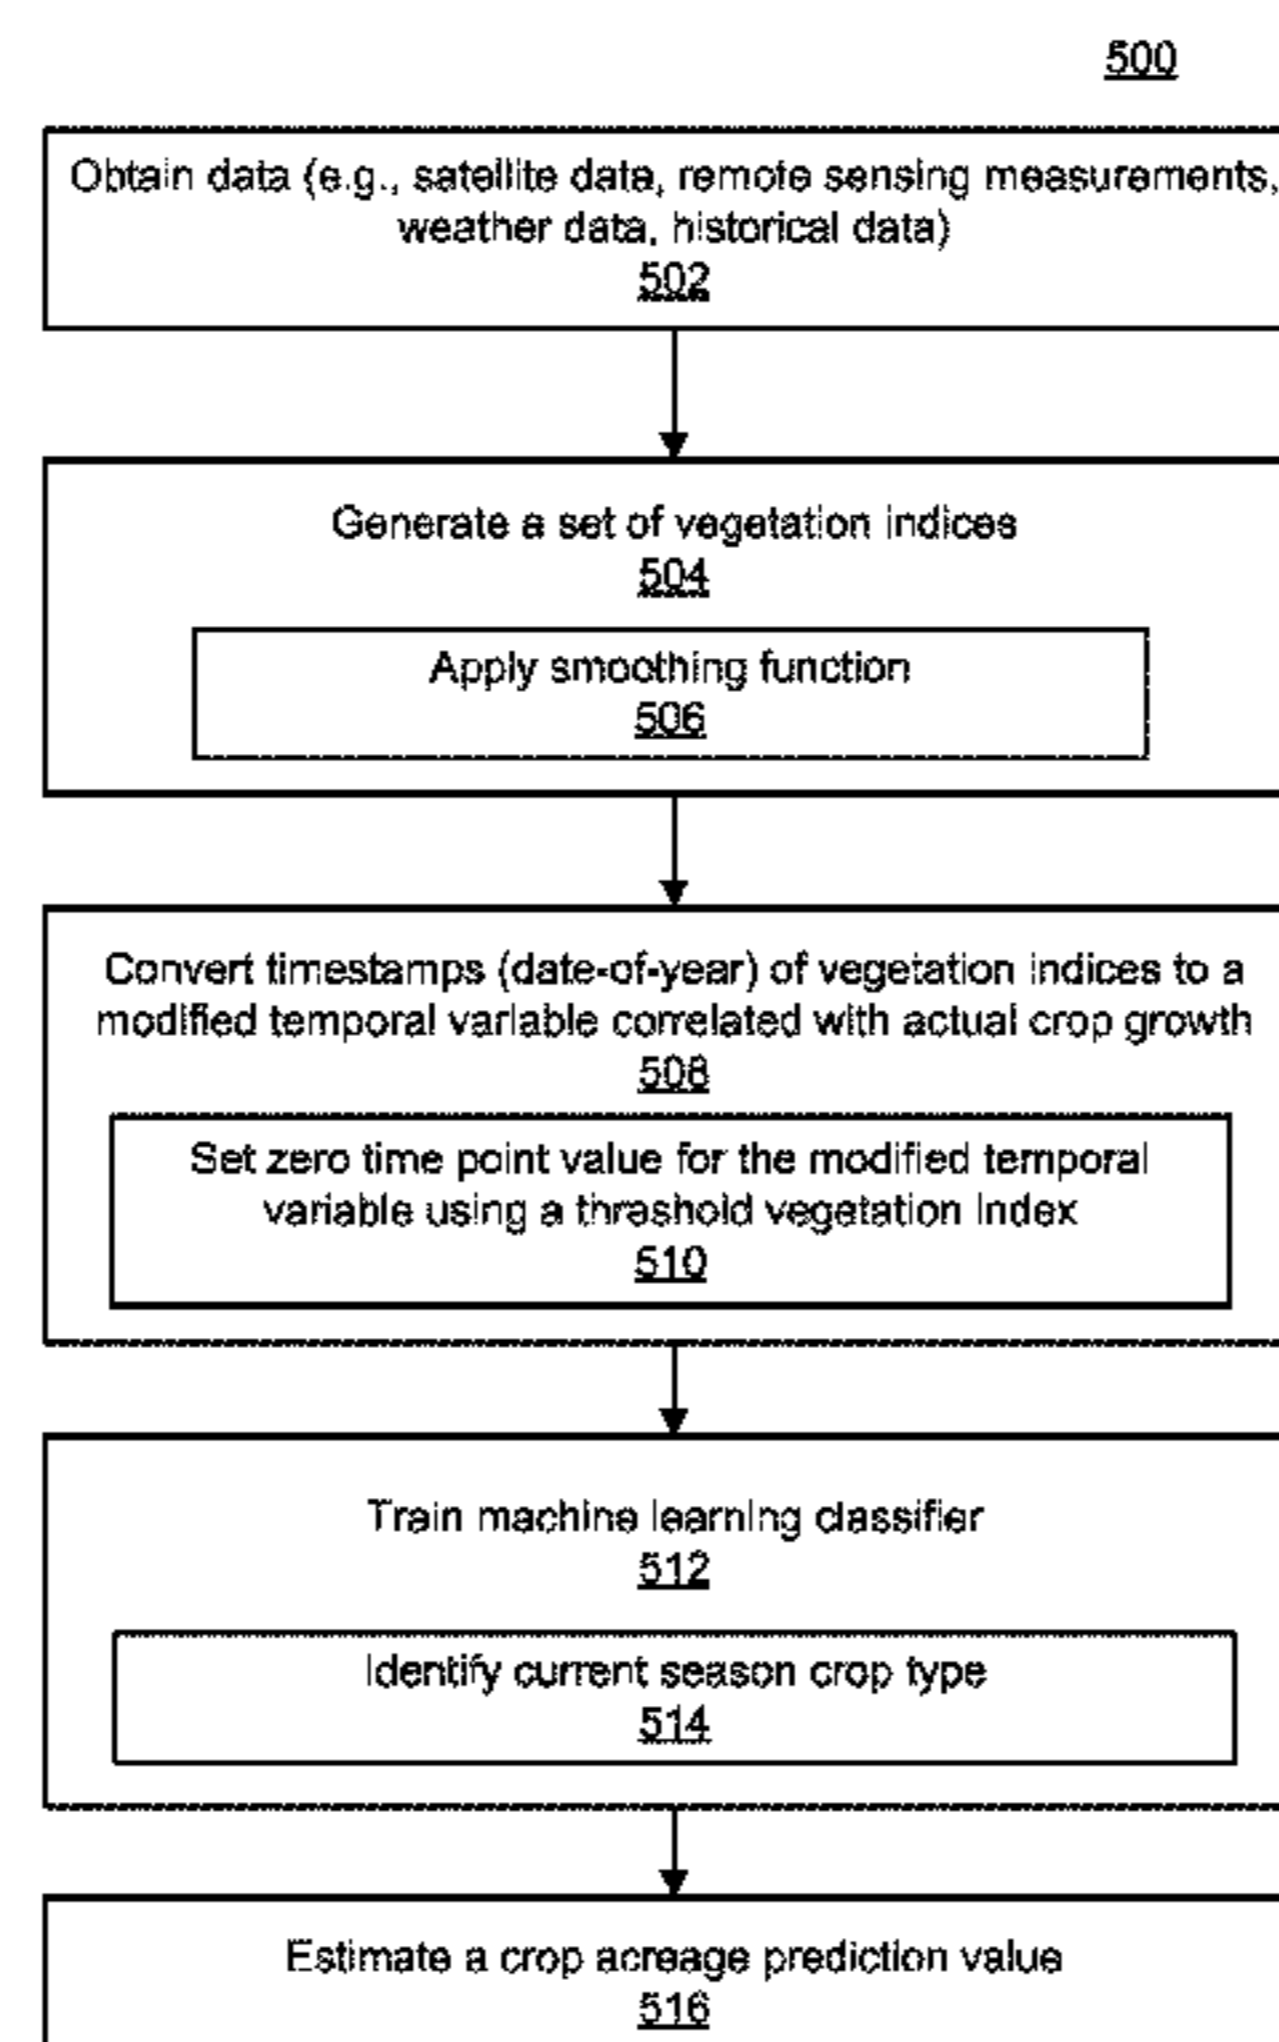 500
Obtain data (e.g., satellite data, remote sensing measurements,
weather data, historical data)
502
Generate a set of vegetation indices
504
Apply smoothing function
506
Convert timestamps (date-of-year) of vegetation indices to a
modified temporal variable correlated with actual crop growth
508
Set zero time point value for the modified temporal
variable using a threshold vegetation index
510
Train machine learning classifier
512
Identify current season crop type
514
Estimate a crop acreage prediction value
516